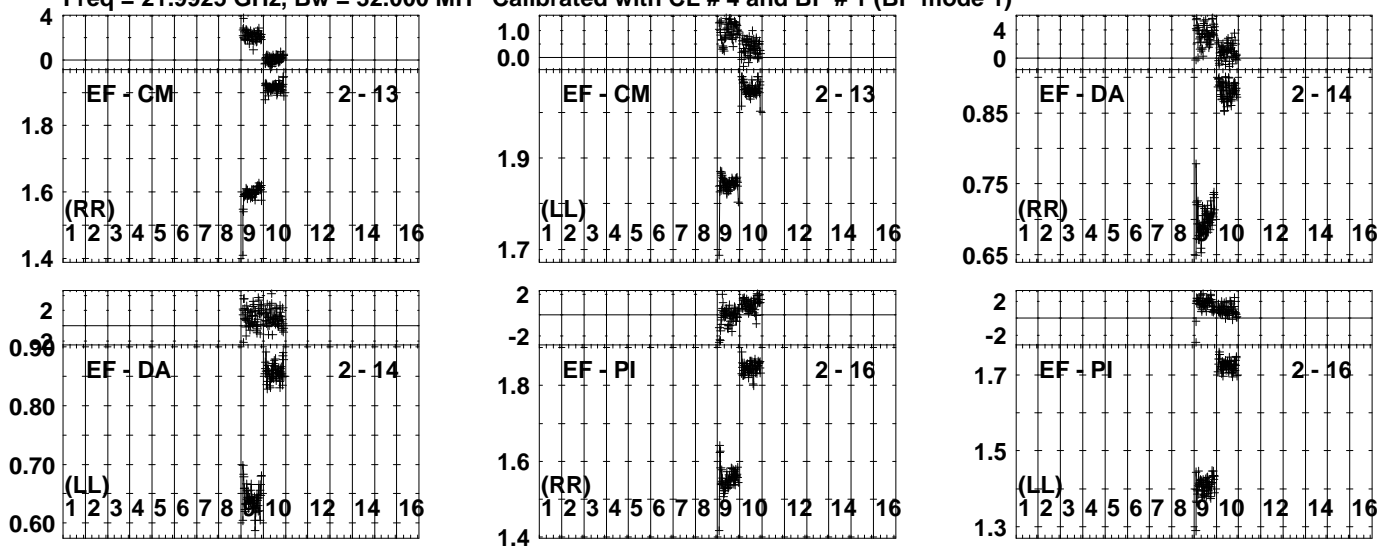 Freq = 21.9925 GHz, Bw = 32.000 MH Calibrated with CL # 4 and BP # 1 (BP mode 1)
4
0
EF - CM 2 - 13
1.8
1.6
(RR)
1 2 3 4 5 6 7 8 9 10 12 14 16
1.4
1.0
0.0
EF - CM 2 - 13
1.9
(LL)
1 2 3 4 5 6 7 8 9 10 12 14 16
1.7
4
0
EF - DA 2 - 14
0.85
0.75
(RR)
1 2 3 4 5 6 7 8 9 10 12 14 16
0.65
2
-2
0.90
EF - DA 2 - 14
0.80
0.70
(LL)
1 2 3 4 5 6 7 8 9 10 12 14 16
0.60
2
-2
EF - PI 2 - 16
1.8
1.6
(RR)
1 2 3 4 5 6 7 8 9 10 12 14 16
1.4
2
-2
EF - PI 2 - 16
1.7
1.5
(LL)
1 2 3 4 5 6 7 8 9 10 12 14 16
1.3